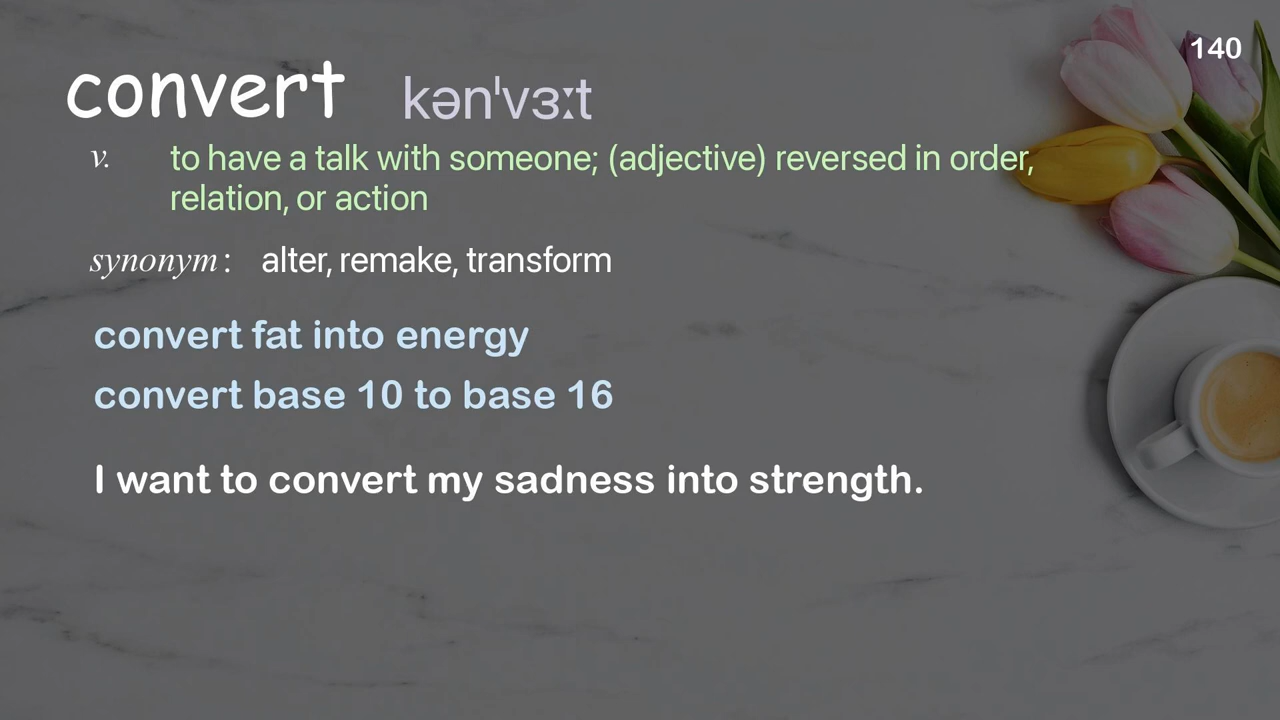 140
convert kən'vɜːt
v. to have a talk with someone; (adjective) reversed in order,
relation, or action
synonym: alter, remake, transform
convert fat into energy
convert base 10 to base 16
I want to convert my sadness into strength.